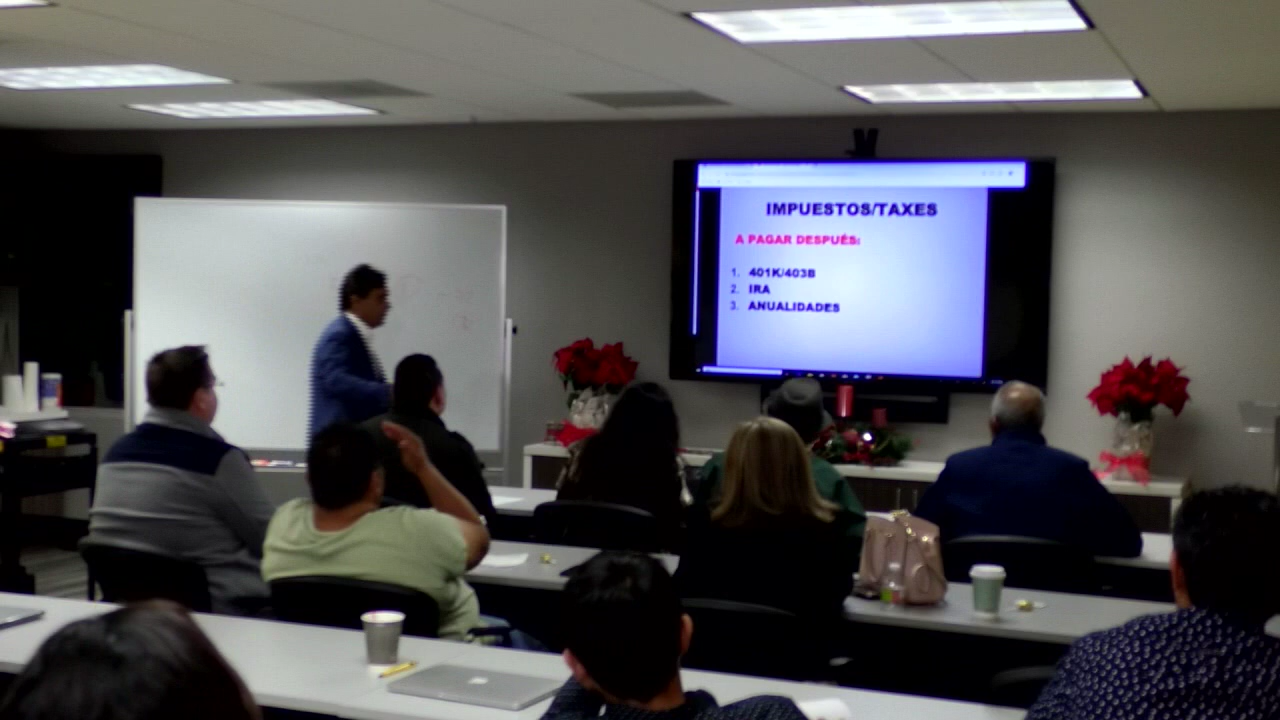 IMPUESTOS/TAXES
A PAGAR DESPUÉS:
1. 401K/403B
2. IRA
3. ANUALIDADES